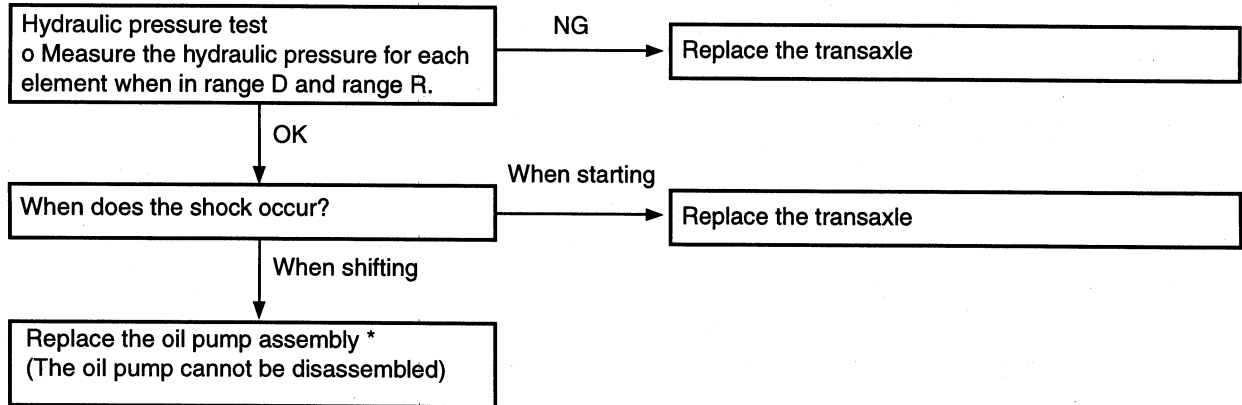 Hydraulic pressure test
o Measure the hydraulic pressure for each
element when in range D and range R.
NG
Replace the transaxle
OK
When does the shock occur?
When starting
Replace the transaxle
When shifting
Replace the oil pump assembly *
(The oil pump cannot be disassembled)